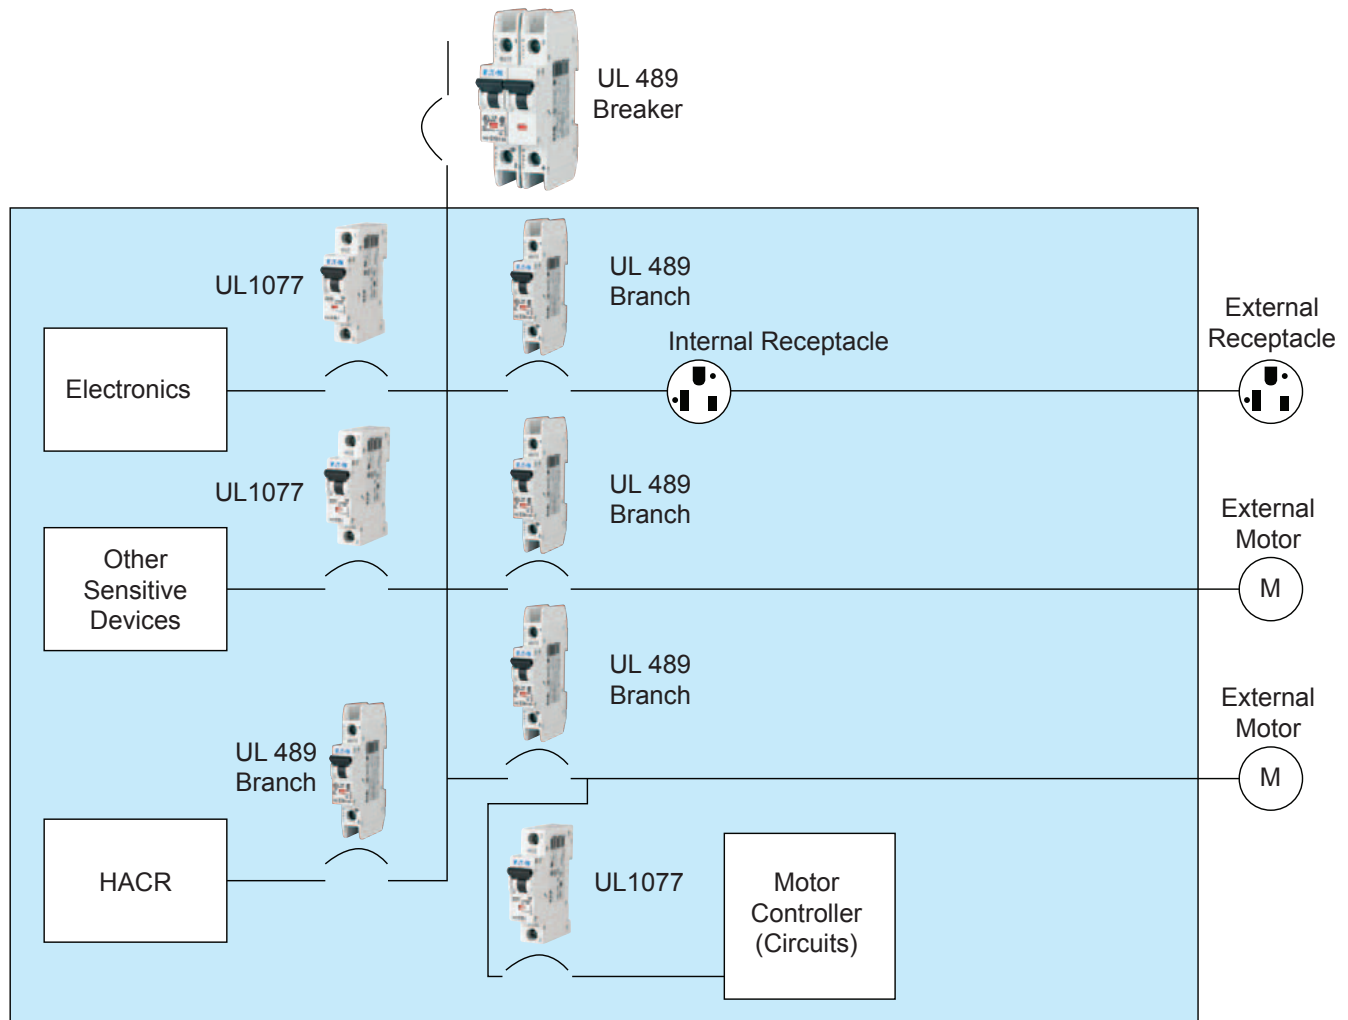 UL 489
Breaker
UL1077
UL 489
Branch
External
Receptacle
Internal Receptacle
Electronics
UL1077
UL 489
Branch
External
Motor
M
Other
Sensitive
Devices
UL 489
Branch
External
Motor
M
UL 489
Branch
HACR
UL1077
Motor
Controller
(Circuits)